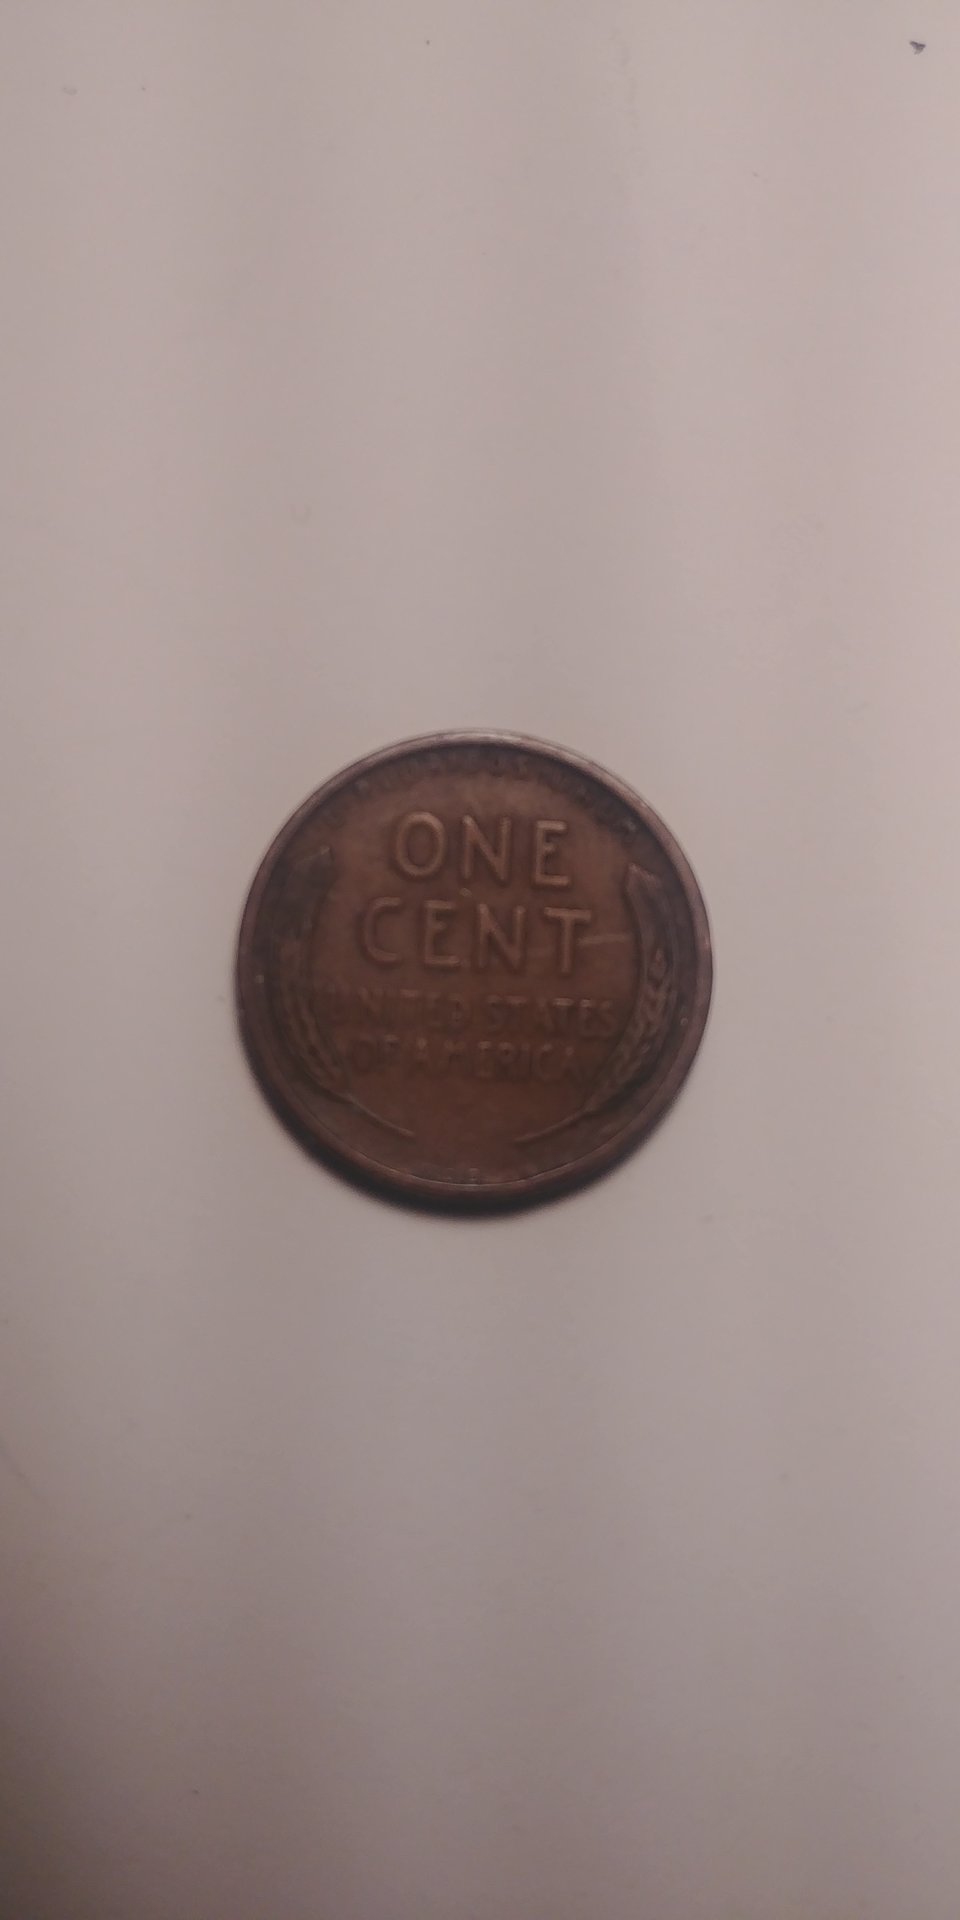 ONE
CENT
UNITED STATES
OF AMERICA